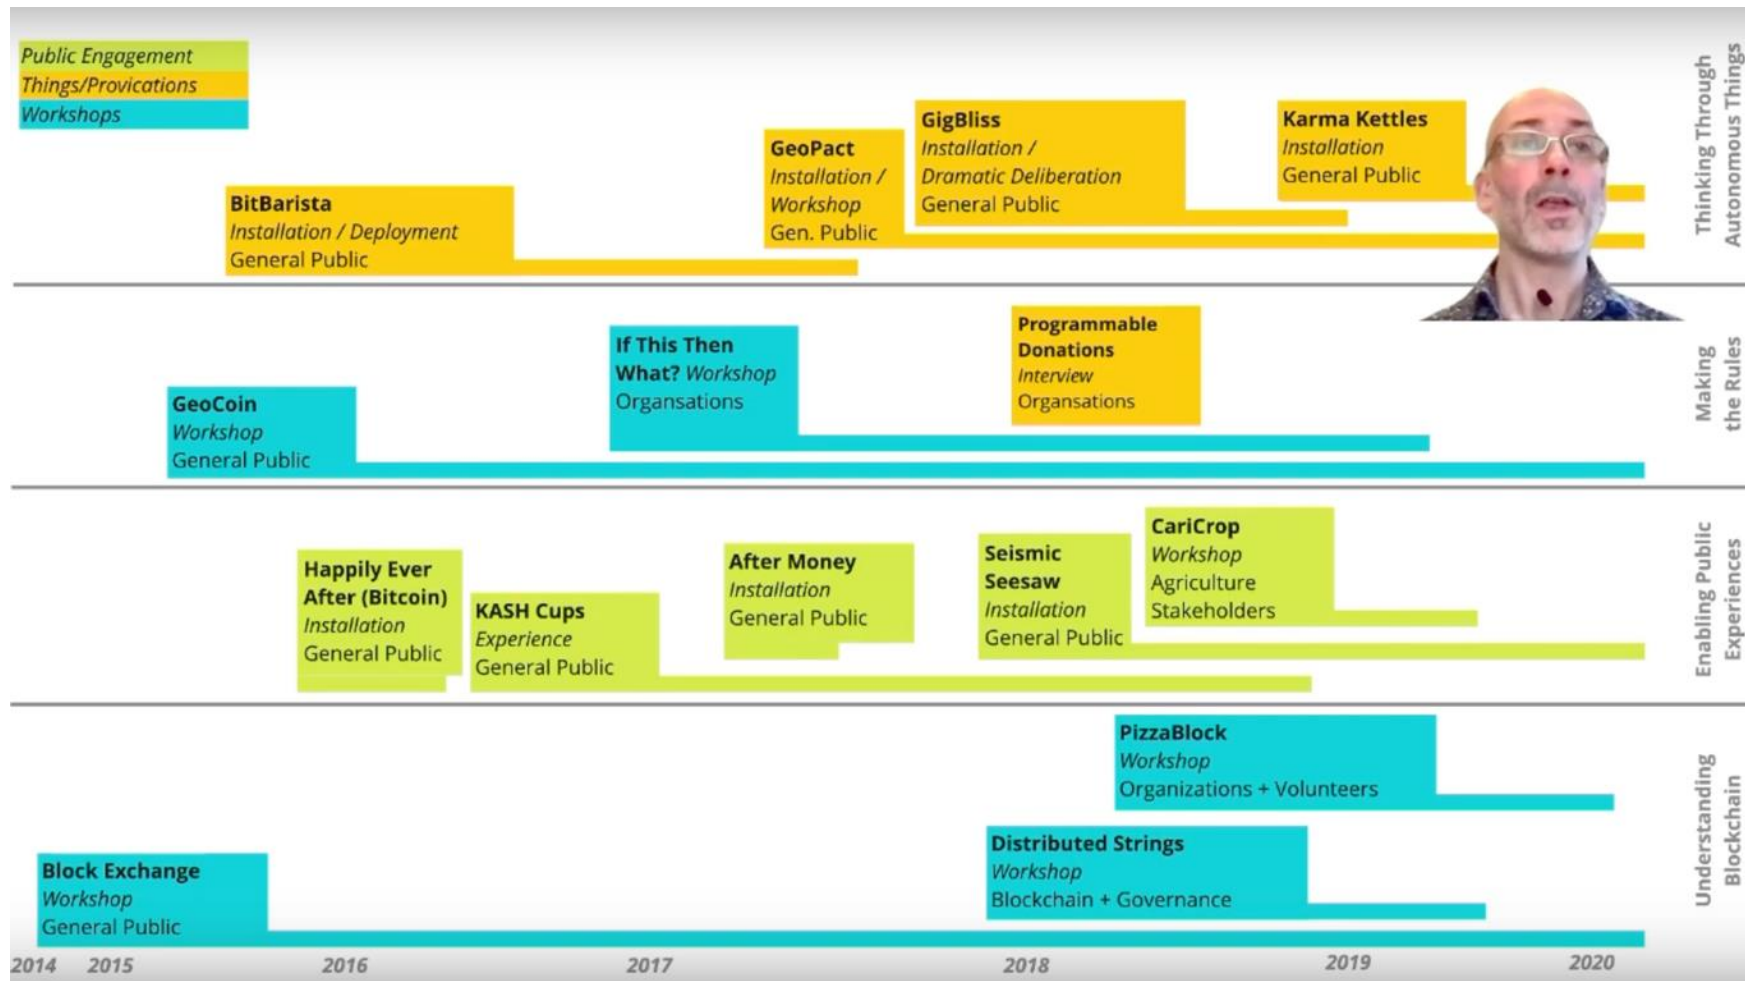 Public Engagement
Things/Provications
Workshops
BitBarista
Installation / Deployment
General Public
GeoPact
Installation /
Workshop
Gen. Public
GigBliss
Installation /
Dramatic Deliberation
General Public
Karma Kettles
Installation
General Public
Thinking Through
Autonomous Things
GeoCoin
Workshop
General Public
If This Then
What? Workshop
Organsations
Programmable
Donations
Interview
Organsations
Making
the Rules
Happily Ever
After (Bitcoin)
Installation
General Public
KASH Cups
Experience
General Public
After Money
Installation
General Public
Seismic
Seesaw
Installation
General Public
CariCrop
Workshop
Agriculture
Stakeholders
Enabling Public
Experiences
Block Exchange
Workshop
General Public
Distributed Strings
Workshop
Blockchain + Governance
PizzaBlock
Workshop
Organizations + Volunteers
Understanding
Blockchain
2014 2015 2016 2017 2018 2019 2020